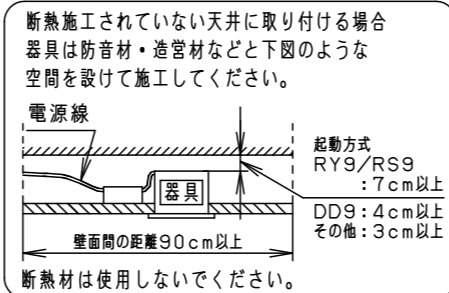 断熱施工されていない天井に取り付ける場合
器具は防音材・造営材などと下図のような
空間を設けて施工してください。
電源線
器具
起動方式
RY9/RS9
:7cm以上
DD9:4cm以上
その他:3cm以上
壁面間の距離90cm以上
断熱材は使用しないでください。